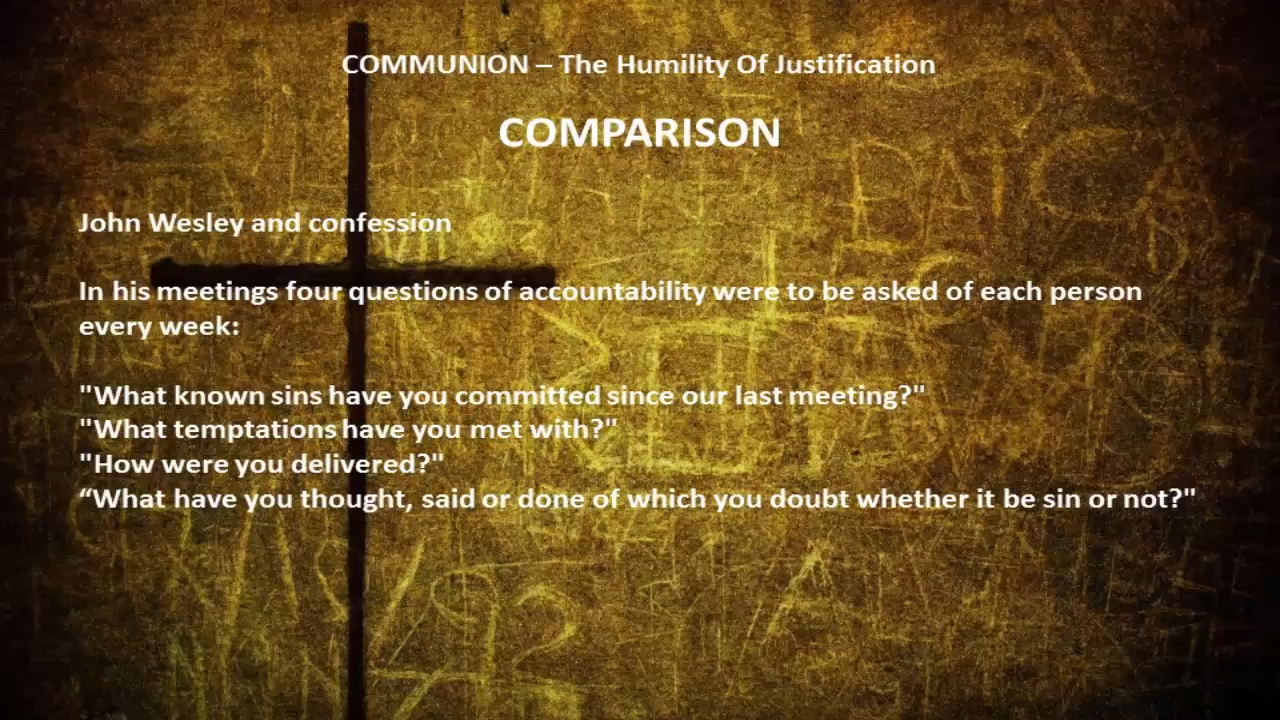 COMMUNION – The Humility Of Justification
COMPARISON
John Wesley and confession
In his meetings four questions of accountability were to be asked of each person
every week:
"What known sins have you committed since our last meeting?"
"What temptations have you met with?"
"How were you delivered?"
“What have you thought, said or done of which you doubt whether it be sin or not?"